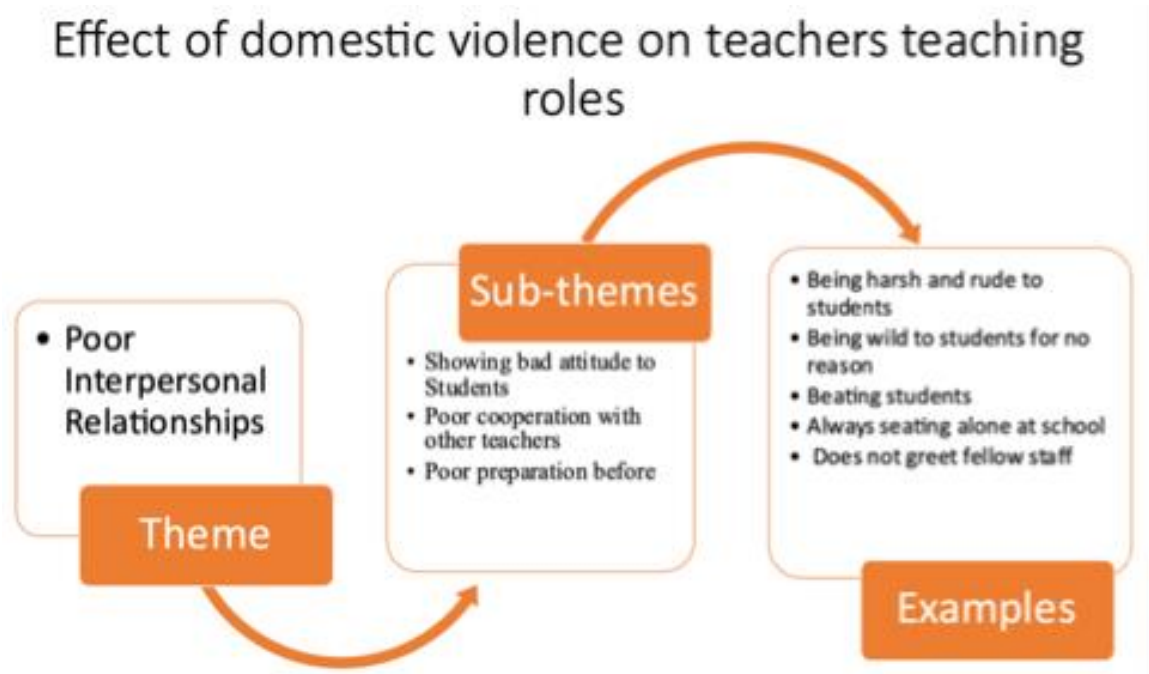 Effect of domestic violence on teachers teaching
roles
• Poor
Interpersonal
Relationships
Theme
Sub-themes
• Showing bad attitude to
Students
• Poor cooperation with
other teachers
• Poor preparation before
• Being harsh and rude to
students
• Being wild to students for no
reason
• Beating students
• Always seating alone at school
• Does not greet fellow staff
Examples